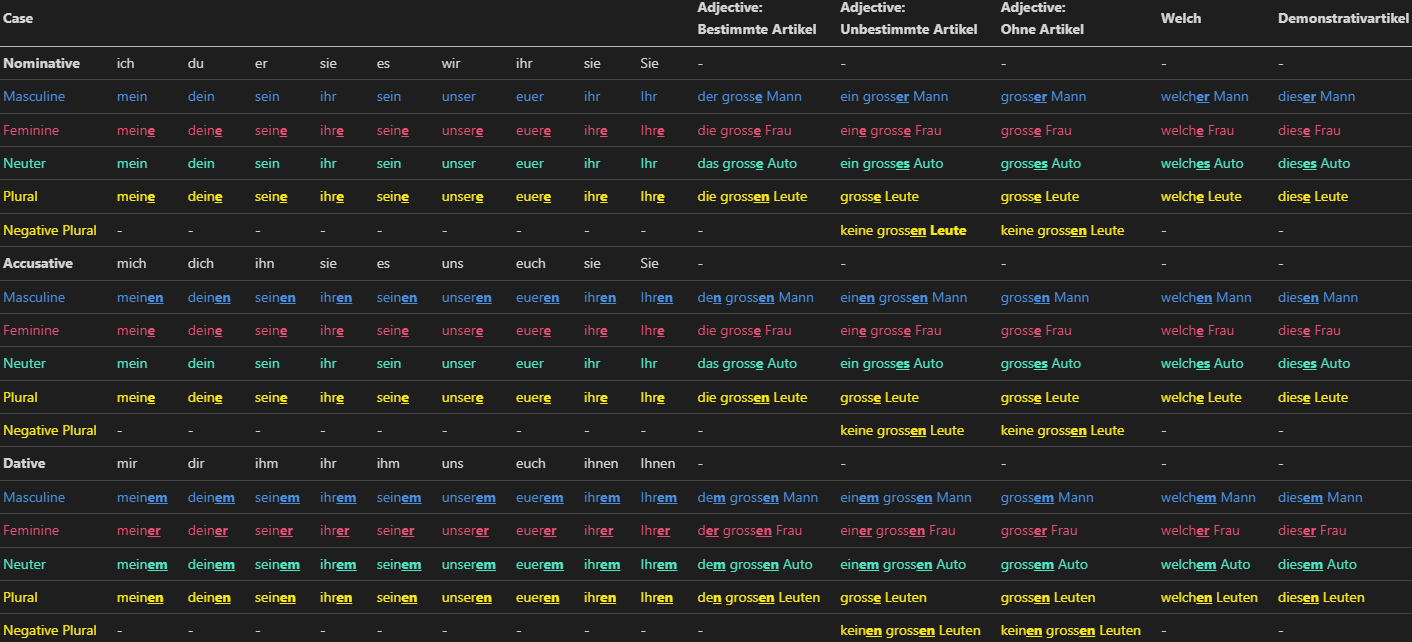 Case Adjective: Bestimmte Artikel Adjective: Unbestimmte Artikel Adjective: Ohne Artikel Welch Demonstrativartikel
Nominative ich du er sie es wir ihr sie Sie - - - - -
Masculine mein dein sein ihr sein unser euer ihr Ihr der grosse Mann ein grosser Mann grosser Mann welcher Mann dieser Mann
Feminine meine deine seine ihre seine unsere euere ihre Ihre die grosse Frau eine grosse Frau grosse Frau welche Frau diese Frau
Neuter mein dein sein ihr sein unser euer ihr Ihr das grosse Auto ein grosses Auto grosses Auto welches Auto dieses Auto
Plural meine deine seine ihre seine unsere euere ihre Ihre die grossen Leute grosse Leute grosse Leute welche Leute diese Leute
Negative Plural - - - - - - - - - - keine grossen Leute keine grossen Leute - -
Accusative mich dich ihn sie es uns euch sie Sie - - - - -
Masculine meinen deinen seinen ihren seinen unseren eueren ihren Ihren den grossen Mann einen grossen Mann grossen Mann welchen Mann diesen Mann
Feminine meine deine seine ihre seine unsere euere ihre Ihre die grosse Frau eine grosse Frau grosse Frau welche Frau diese Frau
Neuter mein dein sein ihr sein unser euer ihr Ihr das grosse Auto ein grosses Auto grosses Auto welches Auto dieses Auto
Plural meine deine seine ihre seine unsere euere ihre Ihre die grossen Leute grosse Leute grosse Leute welche Leute diese Leute
Negative Plural - - - - - - - - - - keine grossen Leute keine grossen Leute - -
Dative mir dir ihm ihr ihm uns euch ihnen Ihnen - - - - -
Masculine meinem deinem seinem ihrem seinem unserem euerem ihrem Ihrem dem grossen Mann einem grossen Mann grossem Mann welchem Mann diesem Mann
Feminine meiner deiner seiner ihrer seiner unserer euerer ihrer Ihrer der grossen Frau einer grossen Frau grosser Frau welcher Frau dieser Frau
Neuter meinem deinem seinem ihrem seinem unserem euerem ihrem Ihrem dem grossen Auto einem grossen Auto grossem Auto welchem Auto diesem Auto
Plural meinen deinen seinen ihren seinen unseren eueren ihren Ihren den grossen Leuten grosse Leuten grossen Leuten welchen Leuten diesen Leuten
Negative Plural - - - - - - - - - - keinen grossen Leuten keinen grossen Leuten - -